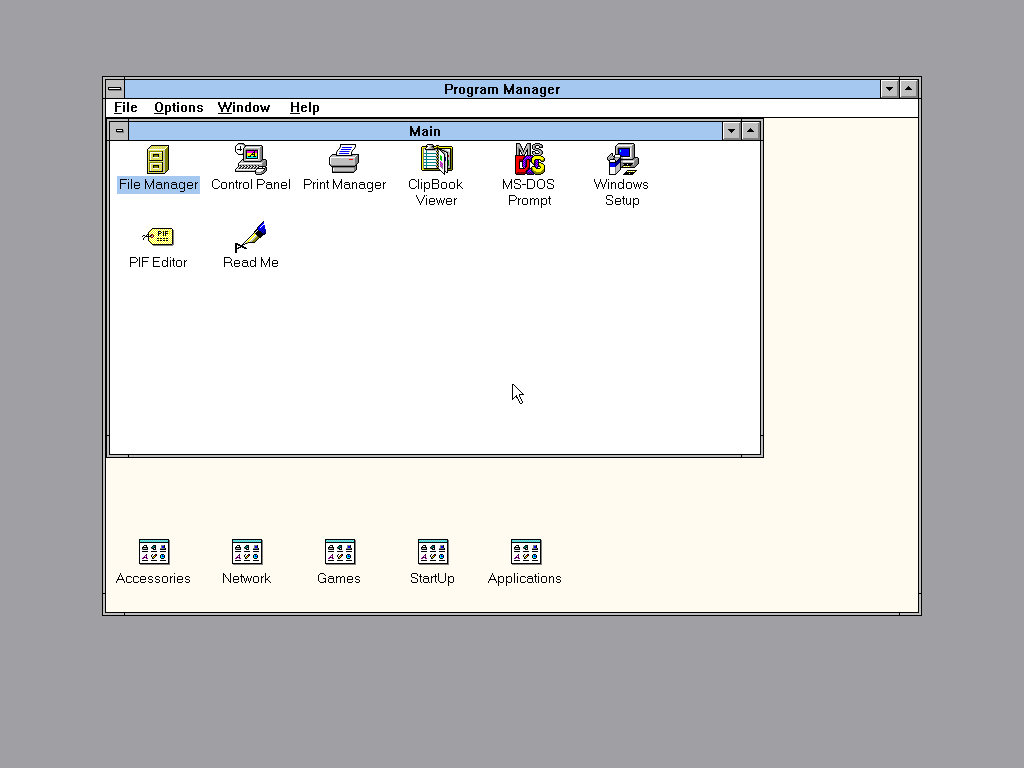 Program Manager
File Options Window Help
Main
File Manager Control Panel Print Manager ClipBook Viewer MS-DOS Prompt Windows Setup
PIF Editor Read Me
Accessories Network Games StartUp Applications